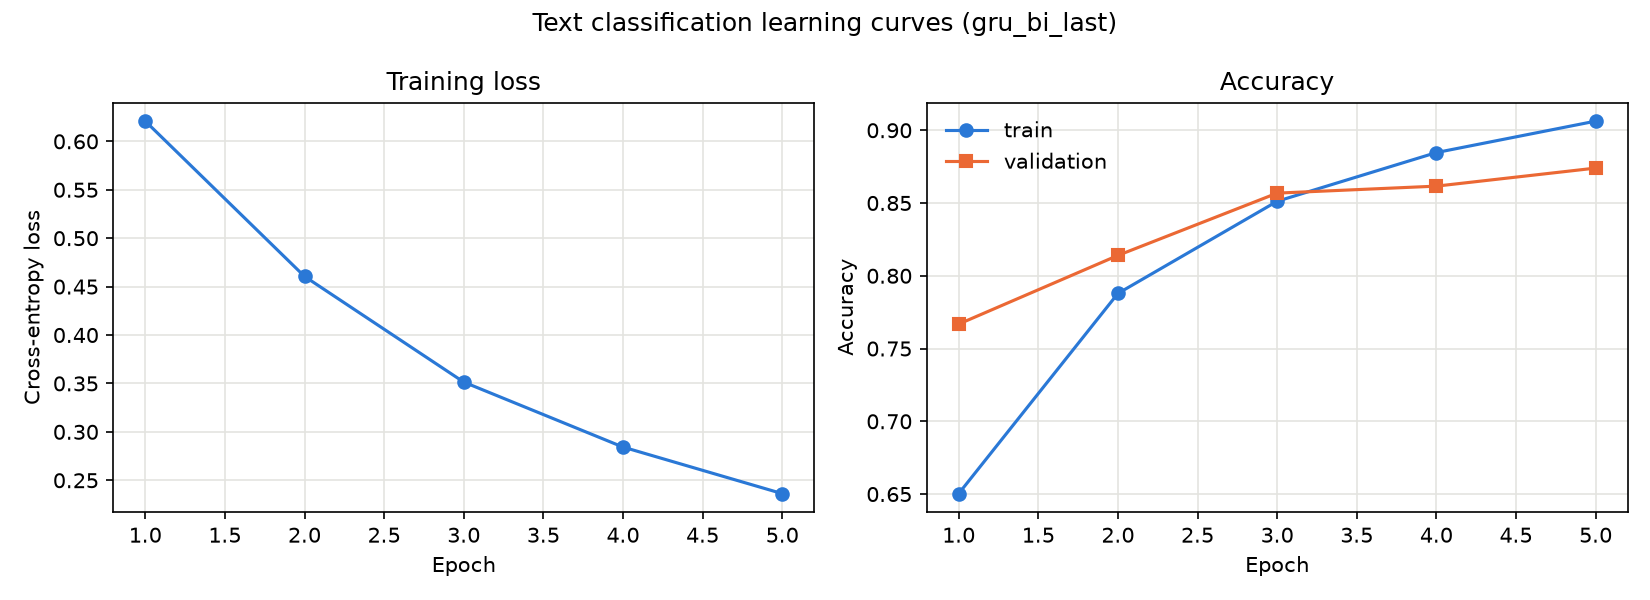 Text classification learning curves (gru_bi_last)
Training loss
Cross-entropy loss
0.60
0.55
0.50
0.45
0.40
0.35
0.30
0.25
1.0 1.5 2.0 2.5 3.0 3.5 4.0 4.5 5.0
Epoch
Accuracy
train
validation
Accuracy
0.90
0.85
0.80
0.75
0.70
0.65
1.0 1.5 2.0 2.5 3.0 3.5 4.0 4.5 5.0
Epoch